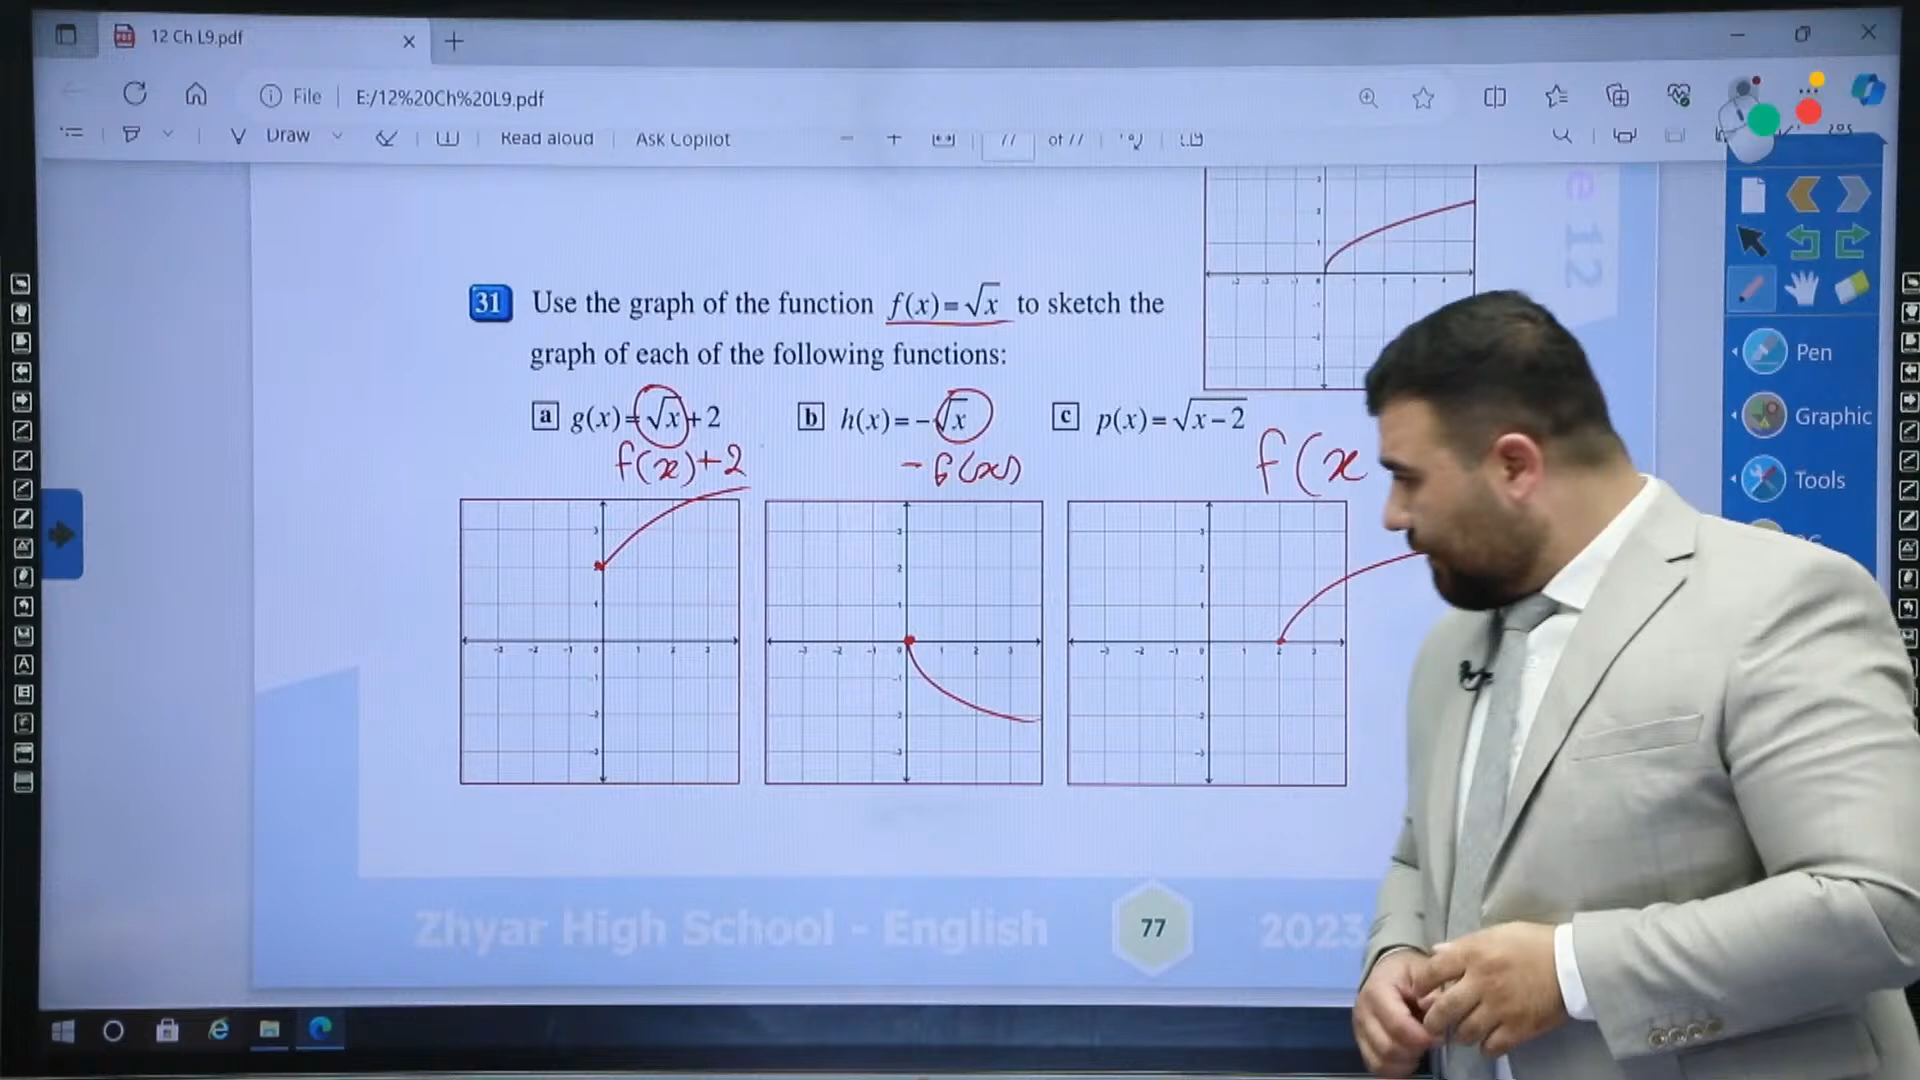 12 Ch L9.pdf
File E:/12%20Ch%20L9.pdf
Draw Read aloud Ask Copilot
31 Use the graph of the function f(x)=√x to sketch the
graph of each of the following functions:
a g(x)=√x+2 b h(x)=-√x c p(x)=√x-2
f(x)+2 -f(x) f(x
Pen
Graphic
Tools
Zhyar High School - English 77 2023